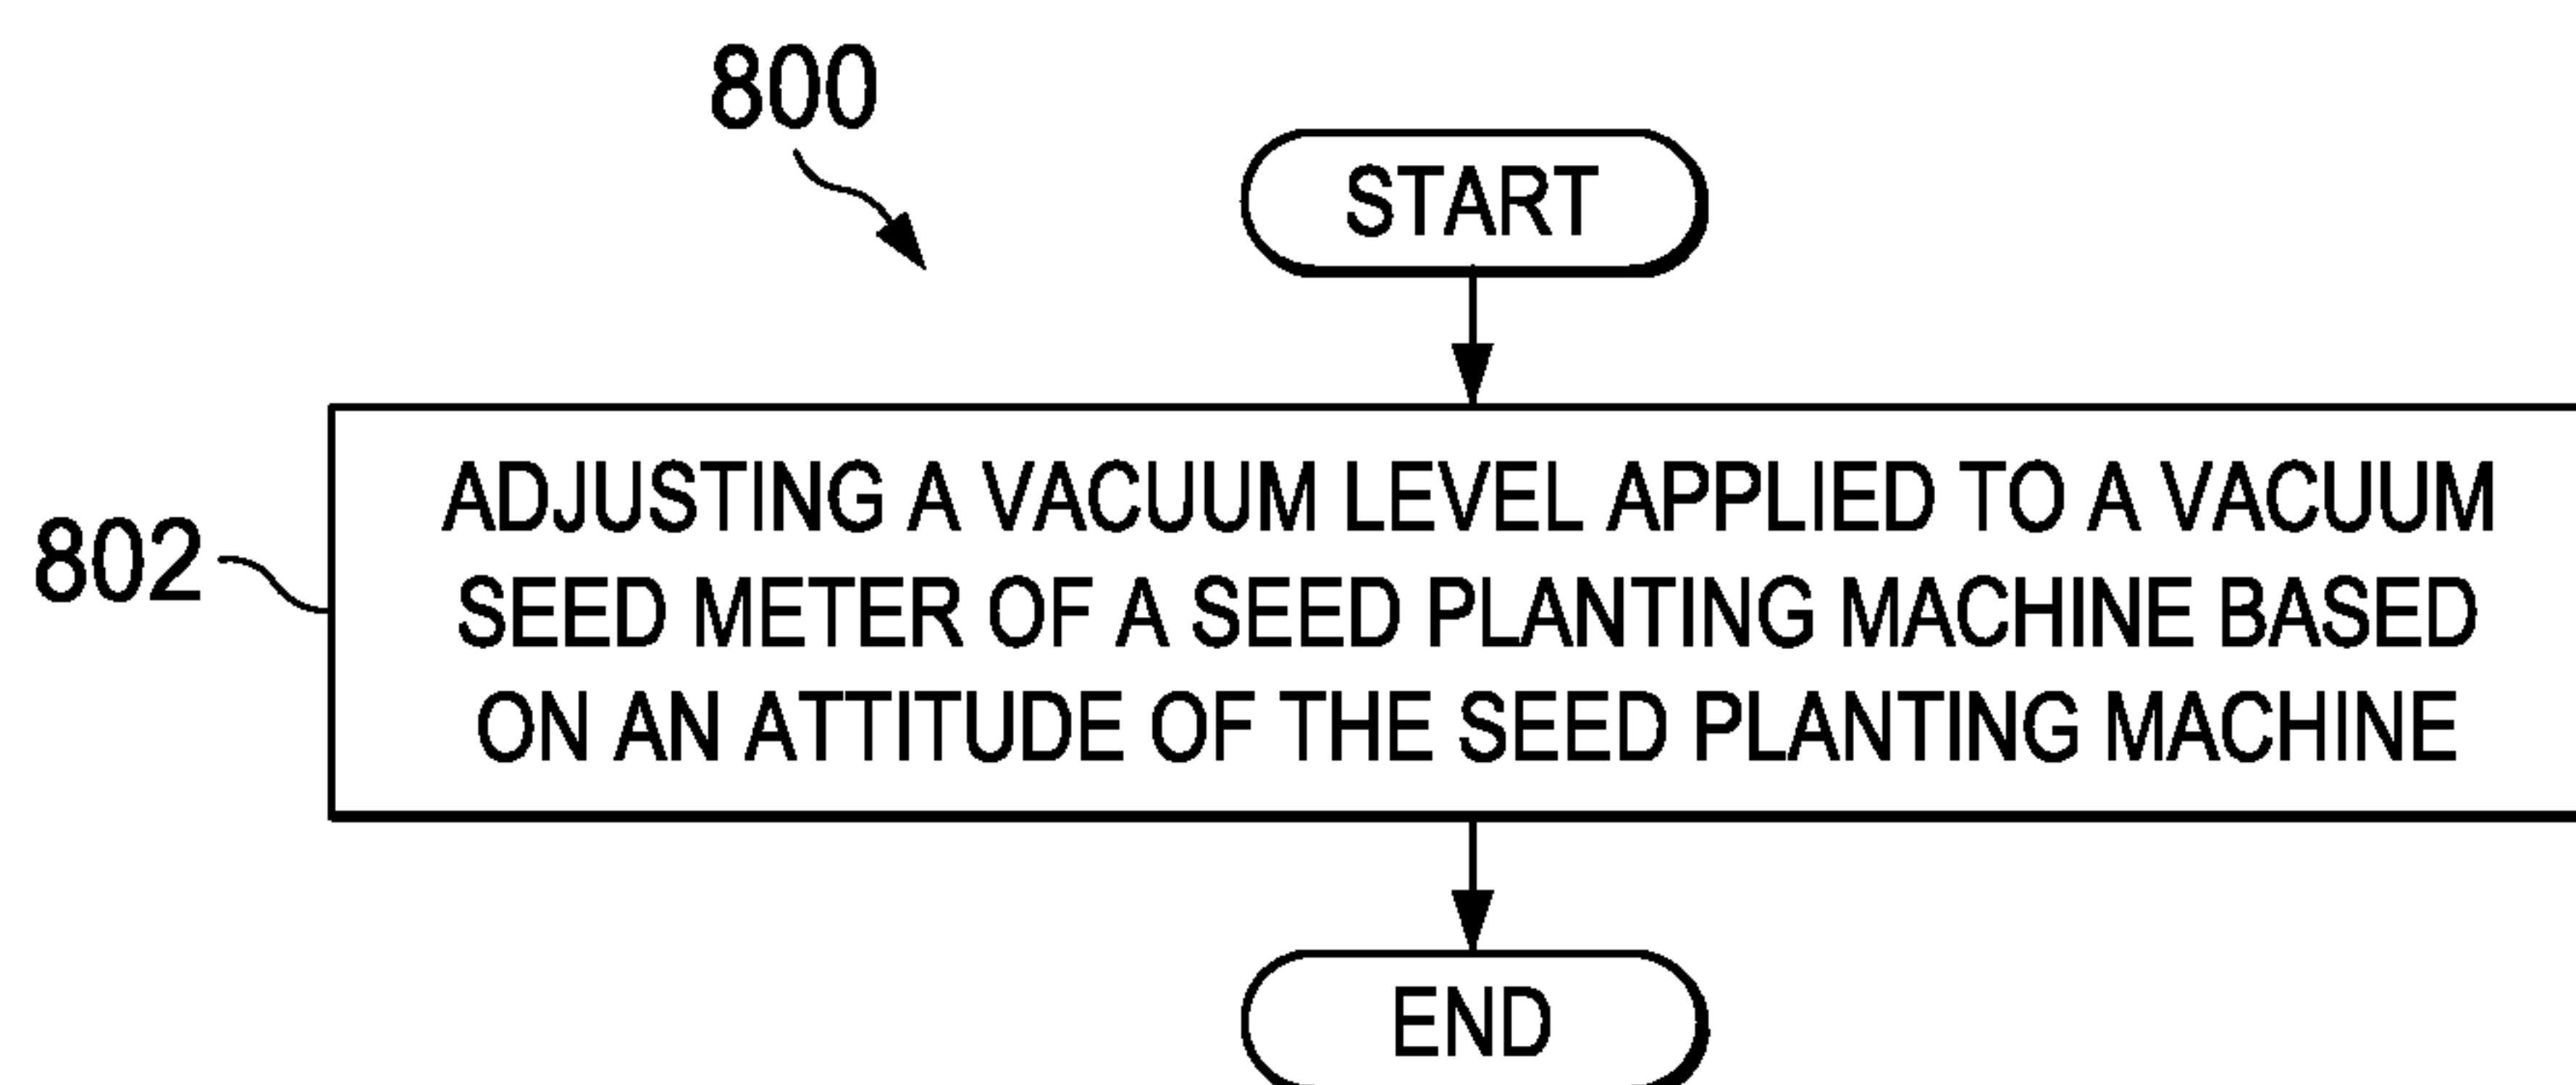 800
START
ADJUSTING A VACUUM LEVEL APPLIED TO A VACUUM
802
SEED METER OF A SEED PLANTING MACHINE BASED
ON AN ATTITUDE OF THE SEED PLANTING MACHINE
END